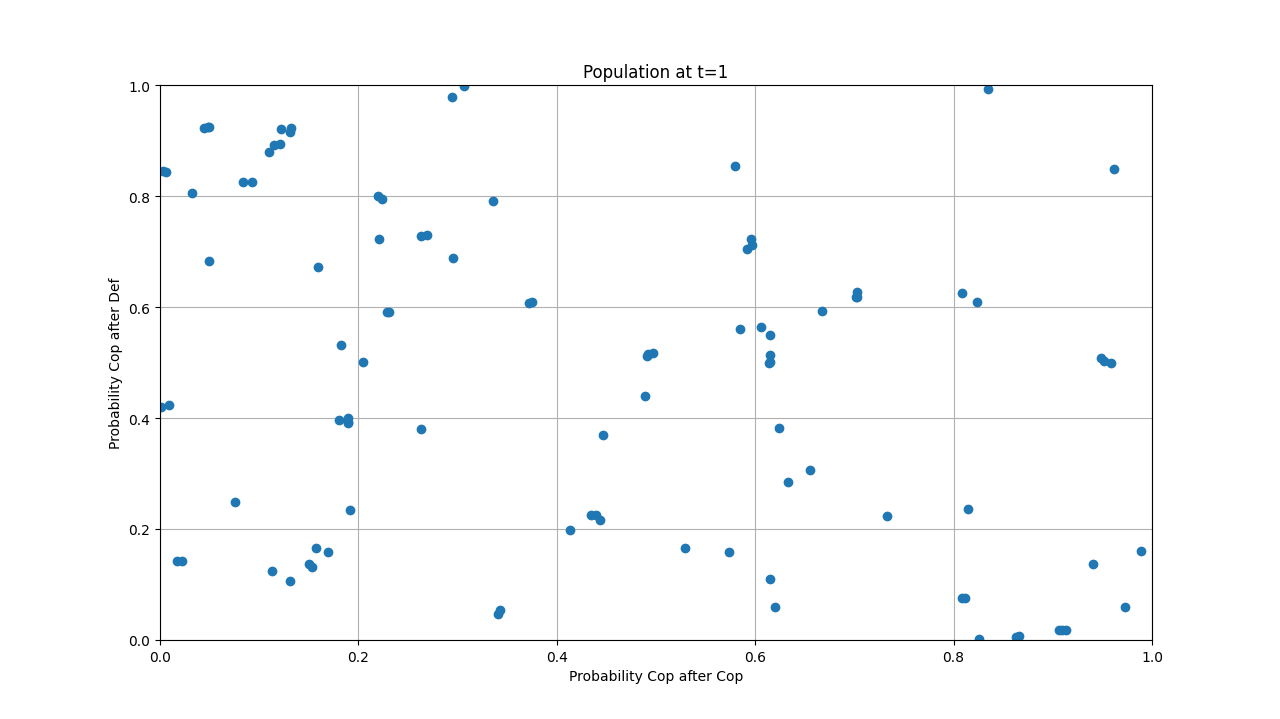 Population at t=1
Probability Cop after Def
1.0
0.8
0.6
0.4
0.2
0.0
0.0 0.2 0.4 0.6 0.8 1.0
Probability Cop after Cop